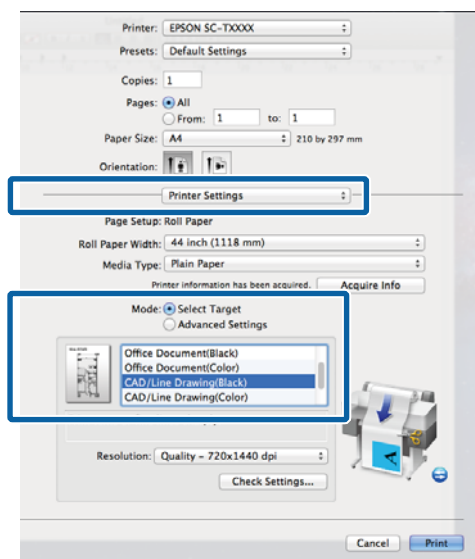 Printer: EPSON SC-TXXXX
Presets: Default Settings
Copies: 1
Pages: All
From: 1 to: 1
Paper Size: A4 210 by 297 mm
Orientation:
Printer Settings
Page Setup: Roll Paper
Roll Paper Width: 44 inch (1118 mm)
Media Type: Plain Paper
Printer information has been acquired. Acquire Info
Mode: Select Target
Advanced Settings
Office Document(Black)
Office Document(Color)
CAD/Line Drawing(Black)
CAD/Line Drawing(Color)
Resolution: Quality - 720x1440 dpi
Check Settings...
Cancel Print